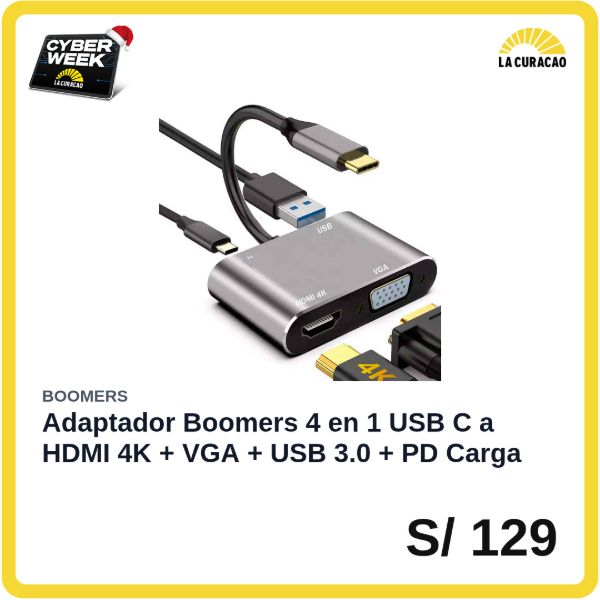 CYBER
WEEK
LA CURACAO
LA CURACAO
USB
VGA
HDMI 4K
4K
BOOMERS
Adaptador Boomers 4 en 1 USB C a
HDMI 4K + VGA + USB 3.0 + PD Carga
S/ 129